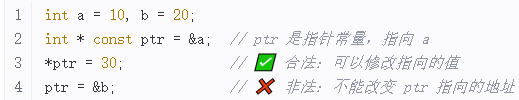 1 int a = 10, b = 20;
2 int * const ptr = &a; // ptr 是指针常量，指向 a
3 *ptr = 30; // ✅ 合法：可以修改指向的值
4 ptr = &b; // ❌ 非法：不能改变 ptr 指向的地址